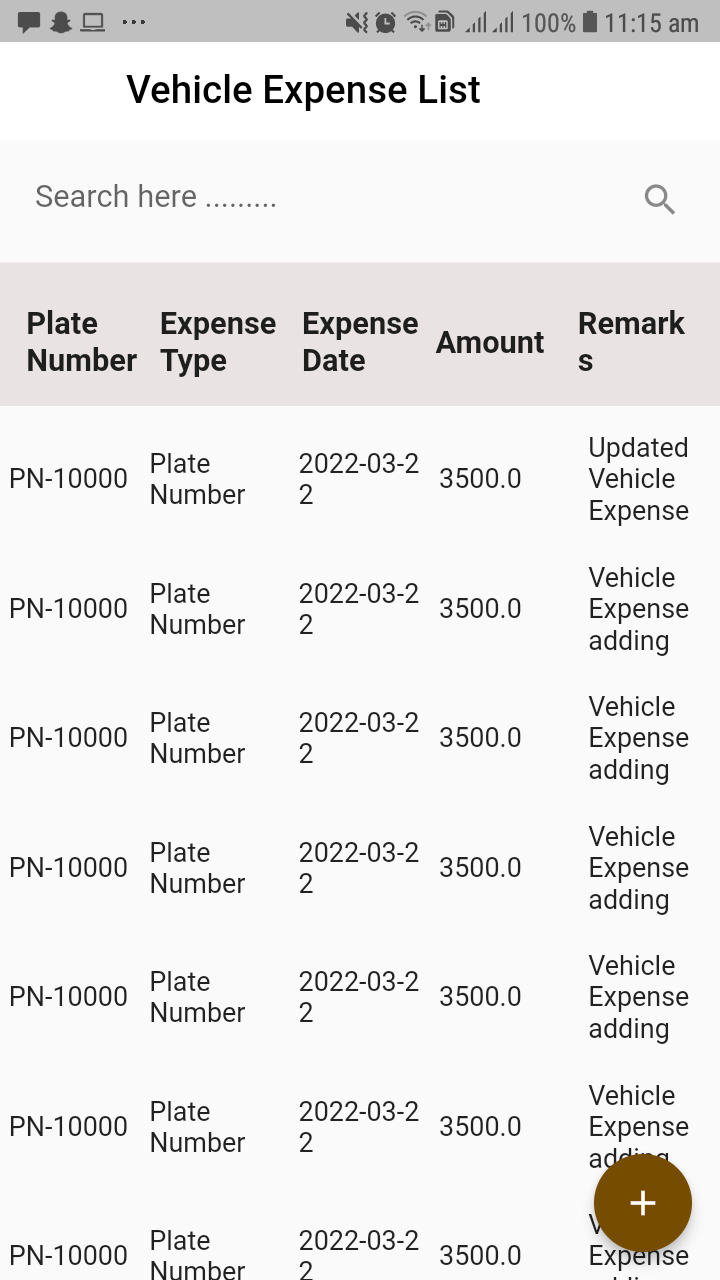 100% 11:15 am
Vehicle Expense List
Search here .........
Plate Number Expense Type Expense Date Amount Remark
s
PN-10000 Plate Number 2022-03-2
2 3500.0 Updated Vehicle Expense
PN-10000 Plate Number 2022-03-2
2 3500.0 Vehicle Expense adding
PN-10000 Plate Number 2022-03-2
2 3500.0 Vehicle Expense adding
PN-10000 Plate Number 2022-03-2
2 3500.0 Vehicle Expense adding
PN-10000 Plate Number 2022-03-2
2 3500.0 Vehicle Expense adding
PN-10000 Plate Number 2022-03-2
2 3500.0 Vehicle Expense adding
PN-10000 Plate Number 2022-03-2
2 3500.0 Expense